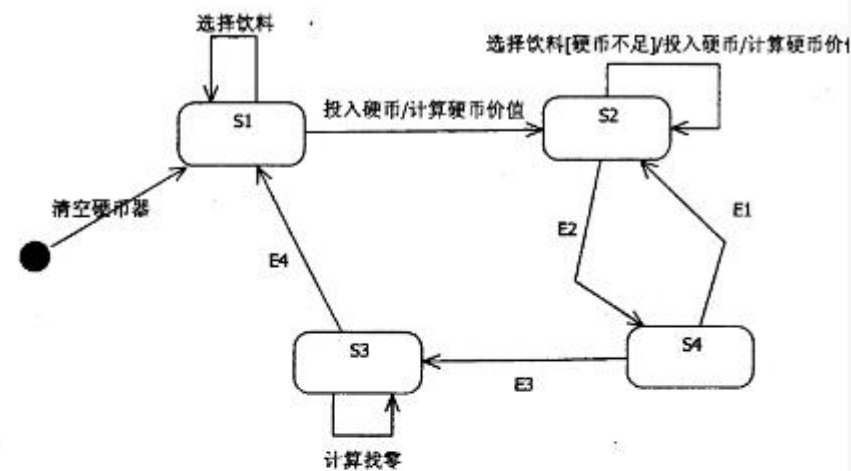 选择饮料
选择饮料[硬币不足]/投入硬币/计算硬币价
S1
投入硬币/计算硬币价值
S2
清空硬币器
E4
E2
E1
S3
E3
S4
计算找零